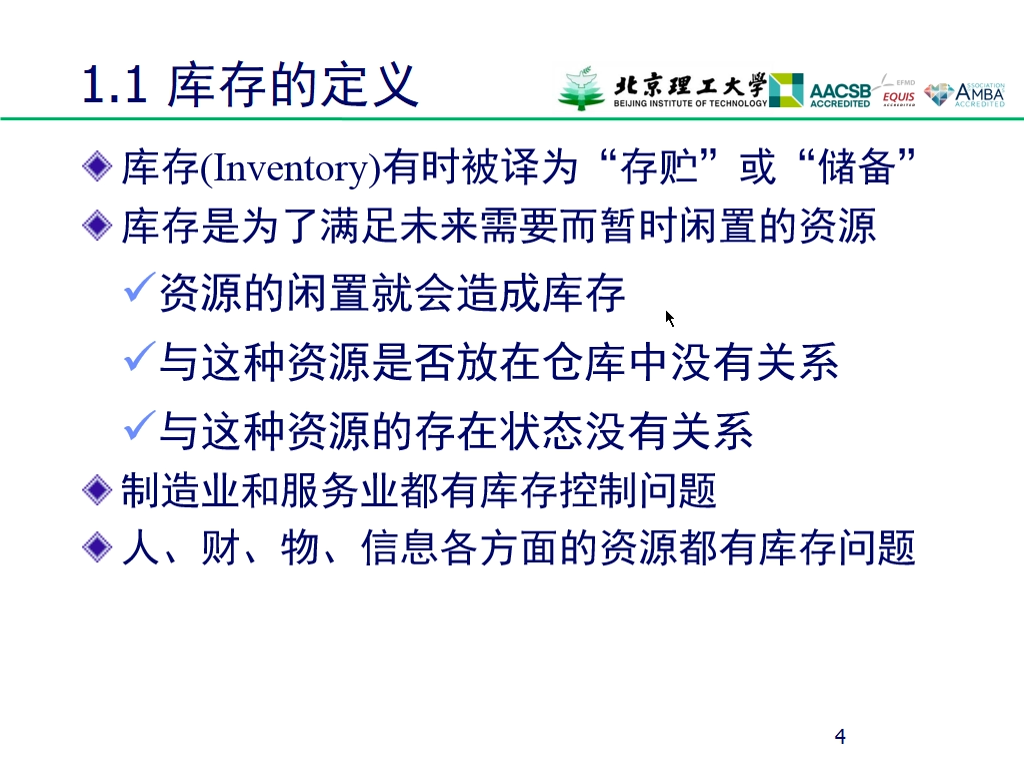 1.1 库存的定义
北京理工大学
BEIJING INSTITUTE OF TECHNOLOGY
AACSB
ACCREDITED
EFMD
EQUIS
ACCREDITED
ASSOCIATION
AMBA
ACCREDITED
库存(Inventory)有时被译为“存贮”或“储备”
库存是为了满足未来需要而暂时闲置的资源
资源的闲置就会造成库存
与这种资源是否放在仓库中没有关系
与这种资源的存在状态没有关系
制造业和服务业都有库存控制问题
人、财、物、信息各方面的资源都有库存问题
4